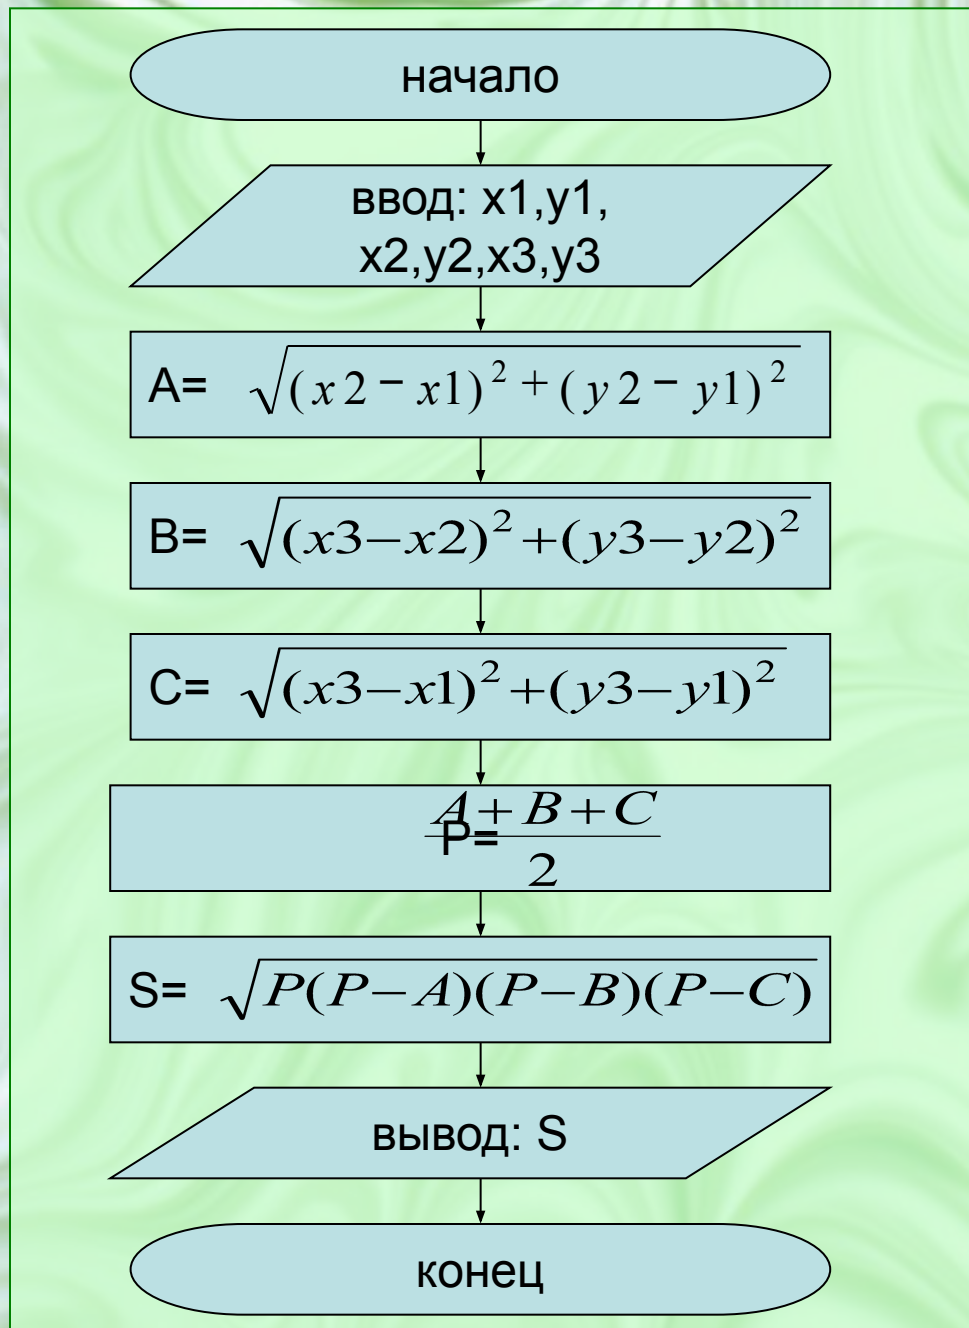 начало
ввод: x1,y1,
x2,y2,x3,y3
A= √(x2−x1)²+(y2−y1)²
B= √(x3−x2)²+(y3−y2)²
C= √(x3−x1)²+(y3−y1)²
P= A+B+C
2
S= √P(P−A)(P−B)(P−C)
вывод: S
конец